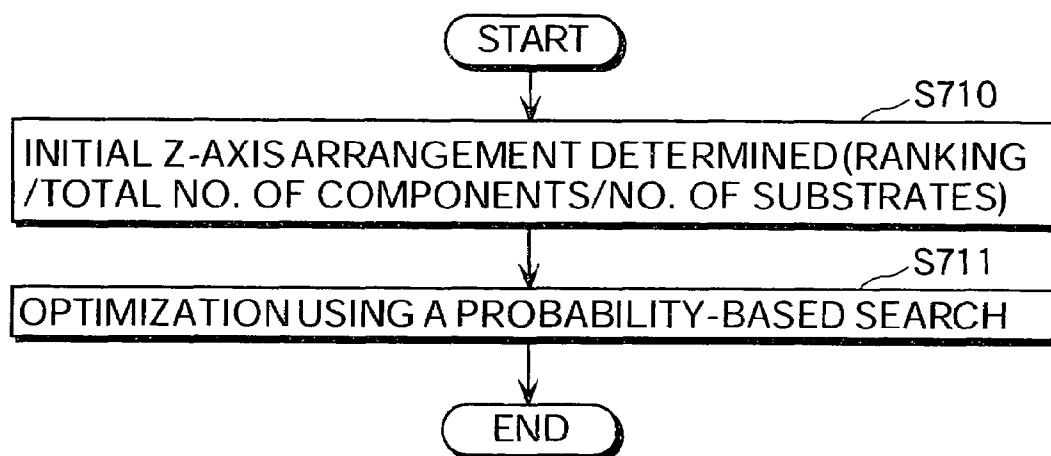 START
S710
INITIAL Z-AXIS ARRANGEMENT DETERMINED (RANKING
/TOTAL NO. OF COMPONENTS/NO. OF SUBSTRATES)
S711
OPTIMIZATION USING A PROBABILITY-BASED SEARCH
END